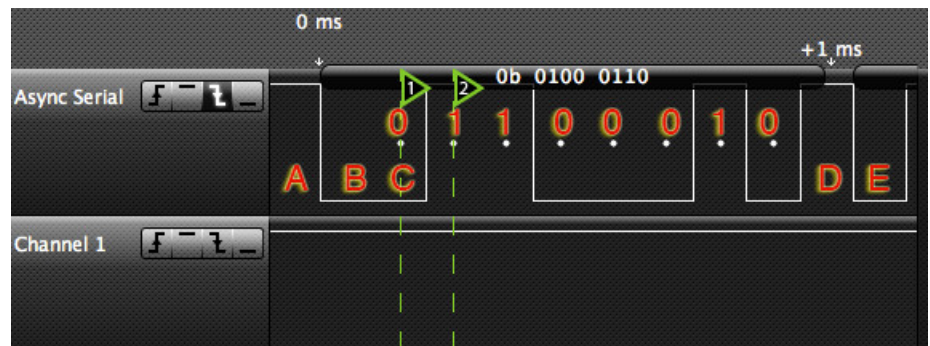 0 ms
+1 ms
Async Serial
1 2 0b 0100 0110
0 1 1 0 0 0 1 0
A B C D E
Channel 1